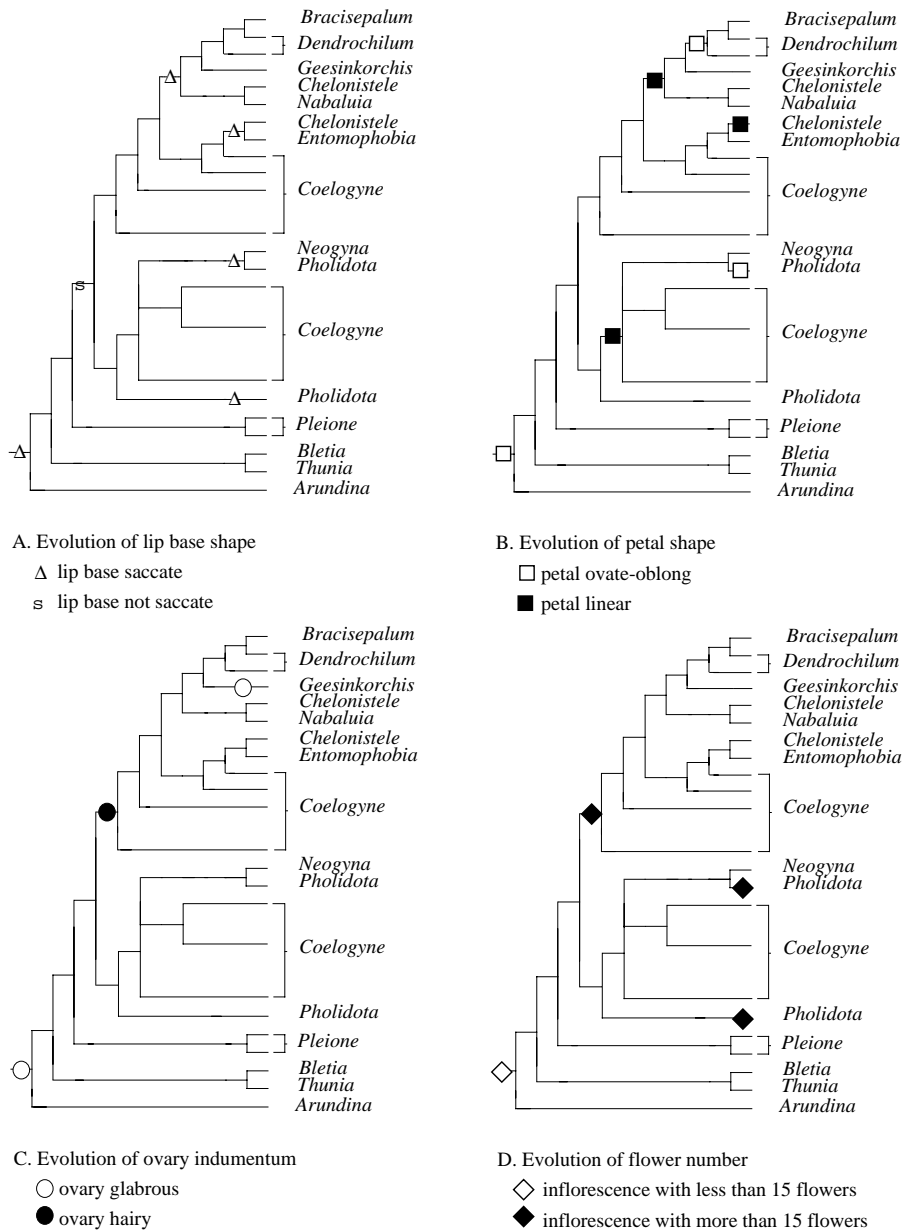 Bracisepalum
Dendrochilum
Geesinkorchis
Chelonistele
Nabaluia
Chelonistele
Entomophobia
Coelogyne
Neogyna
Pholidota
Coelogyne
Pholidota
Pleione
Bletia
Thunia
Arundina
s
A. Evolution of lip base shape
Δ lip base saccate
s lip base not saccate
Bracisepalum
Dendrochilum
Geesinkorchis
Chelonistele
Nabaluia
Chelonistele
Entomophobia
Coelogyne
Neogyna
Pholidota
Coelogyne
Pholidota
Pleione
Bletia
Thunia
Arundina
B. Evolution of petal shape
petal ovate-oblong
petal linear
Bracisepalum
Dendrochilum
Geesinkorchis
Chelonistele
Nabaluia
Chelonistele
Entomophobia
Coelogyne
Neogyna
Pholidota
Coelogyne
Pholidota
Pleione
Bletia
Thunia
Arundina
C. Evolution of ovary indumentum
ovary glabrous
ovary hairy
Bracisepalum
Dendrochilum
Geesinkorchis
Chelonistele
Nabaluia
Chelonistele
Entomophobia
Coelogyne
Neogyna
Pholidota
Coelogyne
Pholidota
Pleione
Bletia
Thunia
Arundina
D. Evolution of flower number
inflorescence with less than 15 flowers
inflorescence with more than 15 flowers